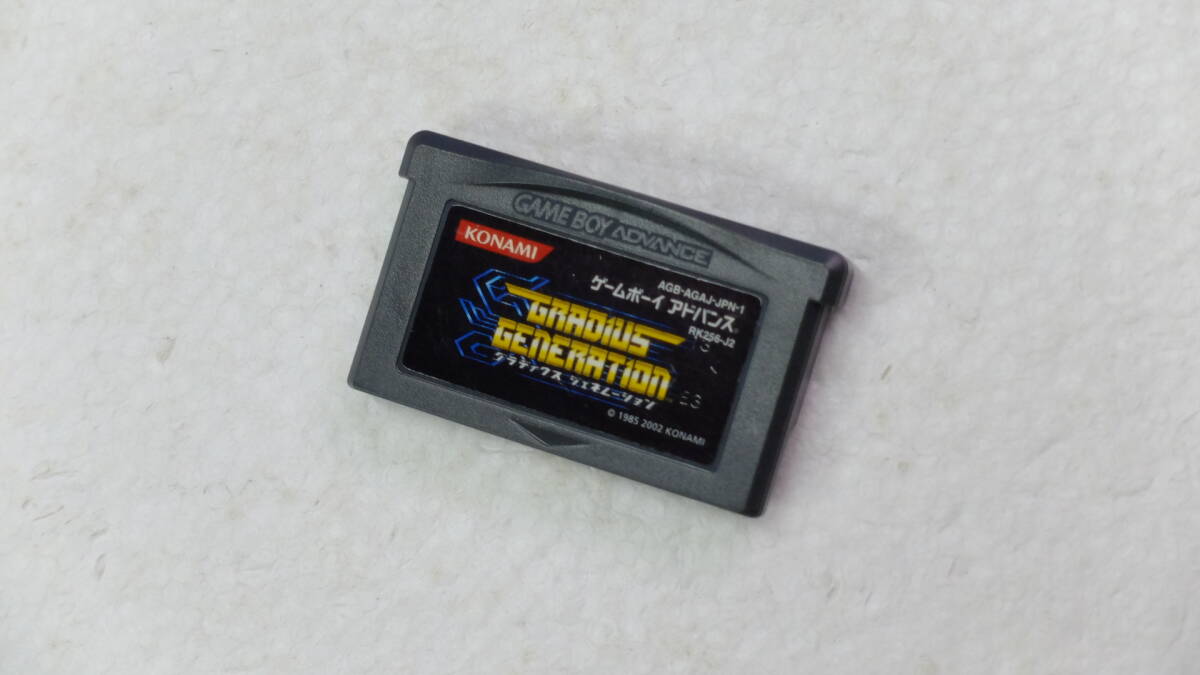 GAME BOY ADVANCE
KONAMI
AGB-AGAJ-JPN-1
ゲームボーイ アドバンス
RK256-J2
GRADIUS
GENERATION
グラディウス ジェネレーション
© 1985 2002 KONAMI